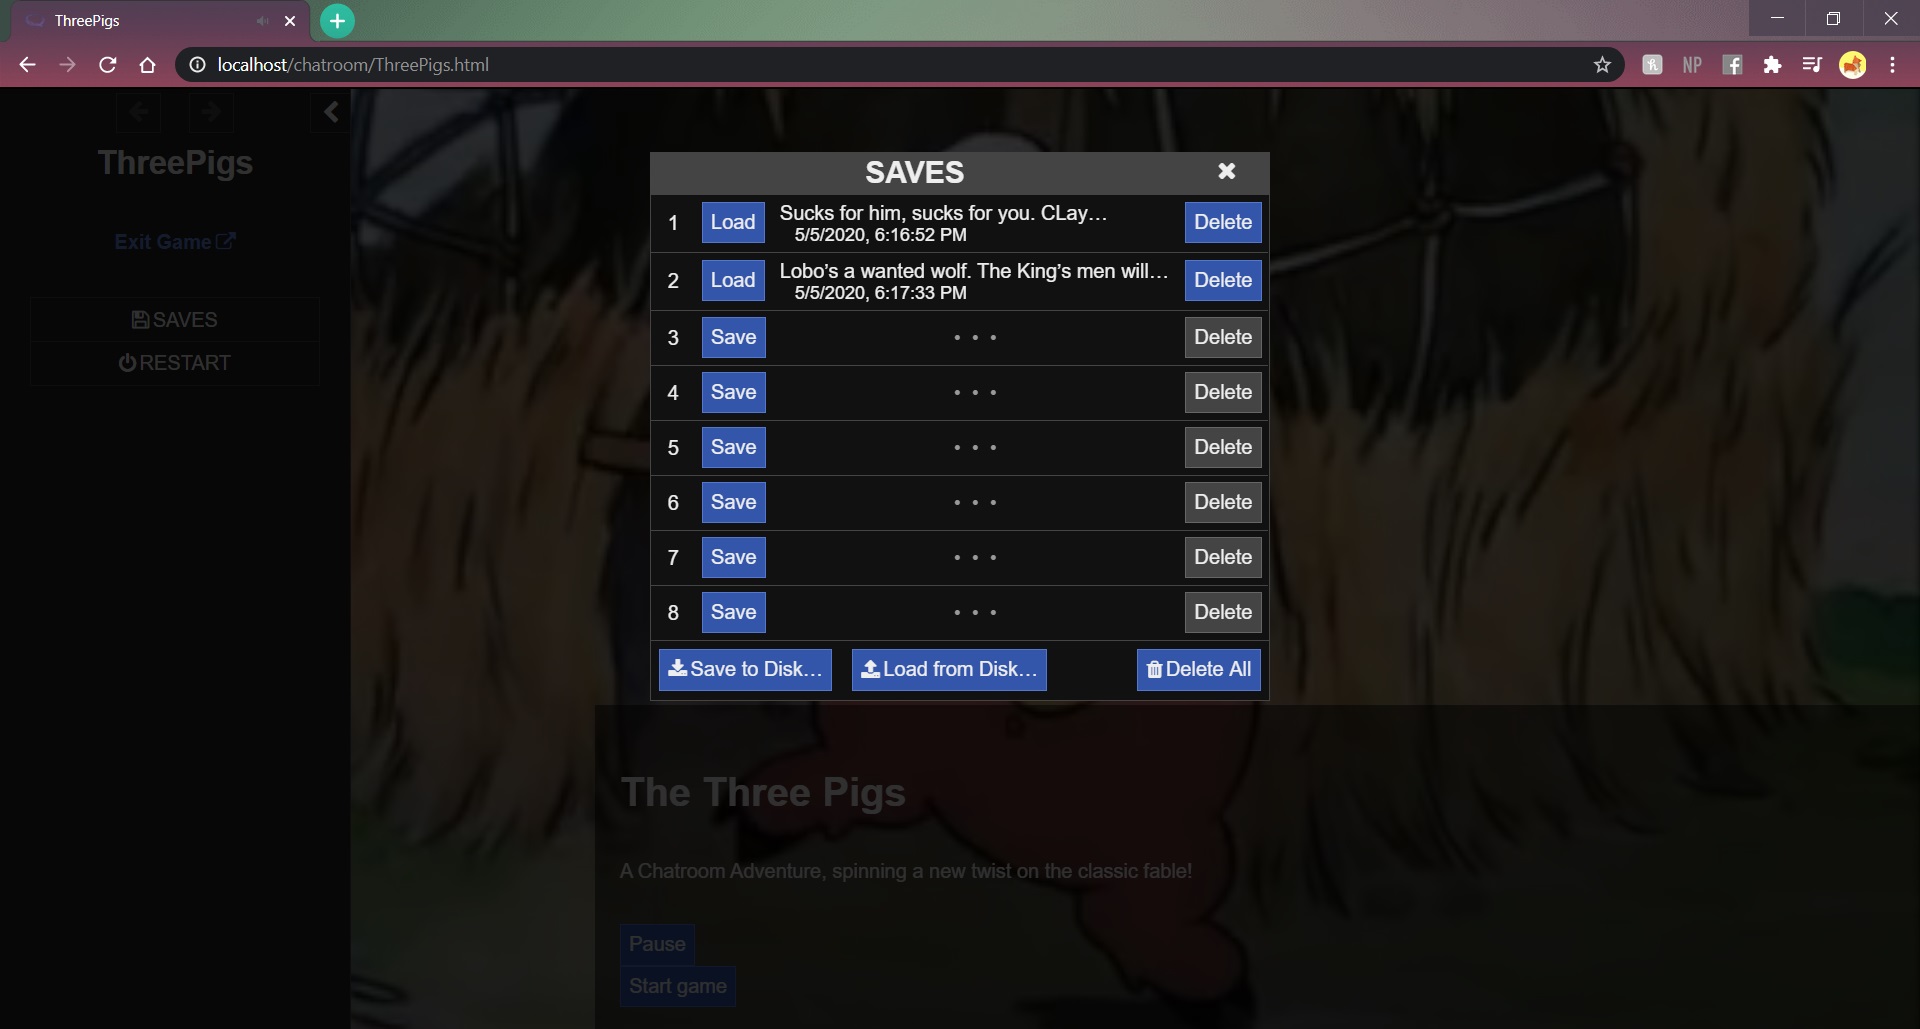 ThreePigs
localhost/chatroom/ThreePigs.html
NP
ThreePigs
Exit Game
SAVES
RESTART
SAVES
1 Load Sucks for him, sucks for you. CLay… Delete
5/5/2020, 6:16:52 PM
2 Load Lobo’s a wanted wolf. The King’s men will… Delete
5/5/2020, 6:17:33 PM
3 Save • • • Delete
4 Save • • • Delete
5 Save • • • Delete
6 Save • • • Delete
7 Save • • • Delete
8 Save • • • Delete
Save to Disk… Load from Disk… Delete All
The Three Pigs
A Chatroom Adventure, spinning a new twist on the classic fable!
Pause
Start game